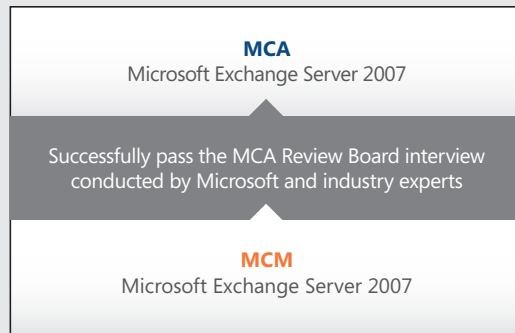 MCA
Microsoft Exchange Server 2007
Successfully pass the MCA Review Board interview
conducted by Microsoft and industry experts
MCM
Microsoft Exchange Server 2007